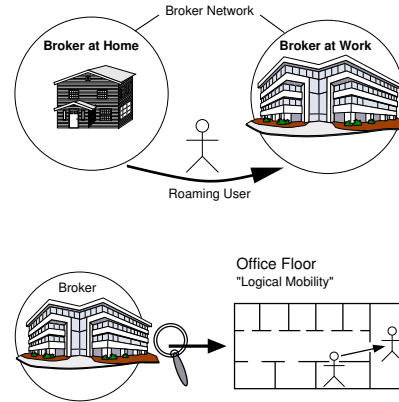 Broker Network
Broker at Home
Broker at Work
Roaming User
Broker
Office Floor
"Logical Mobility"